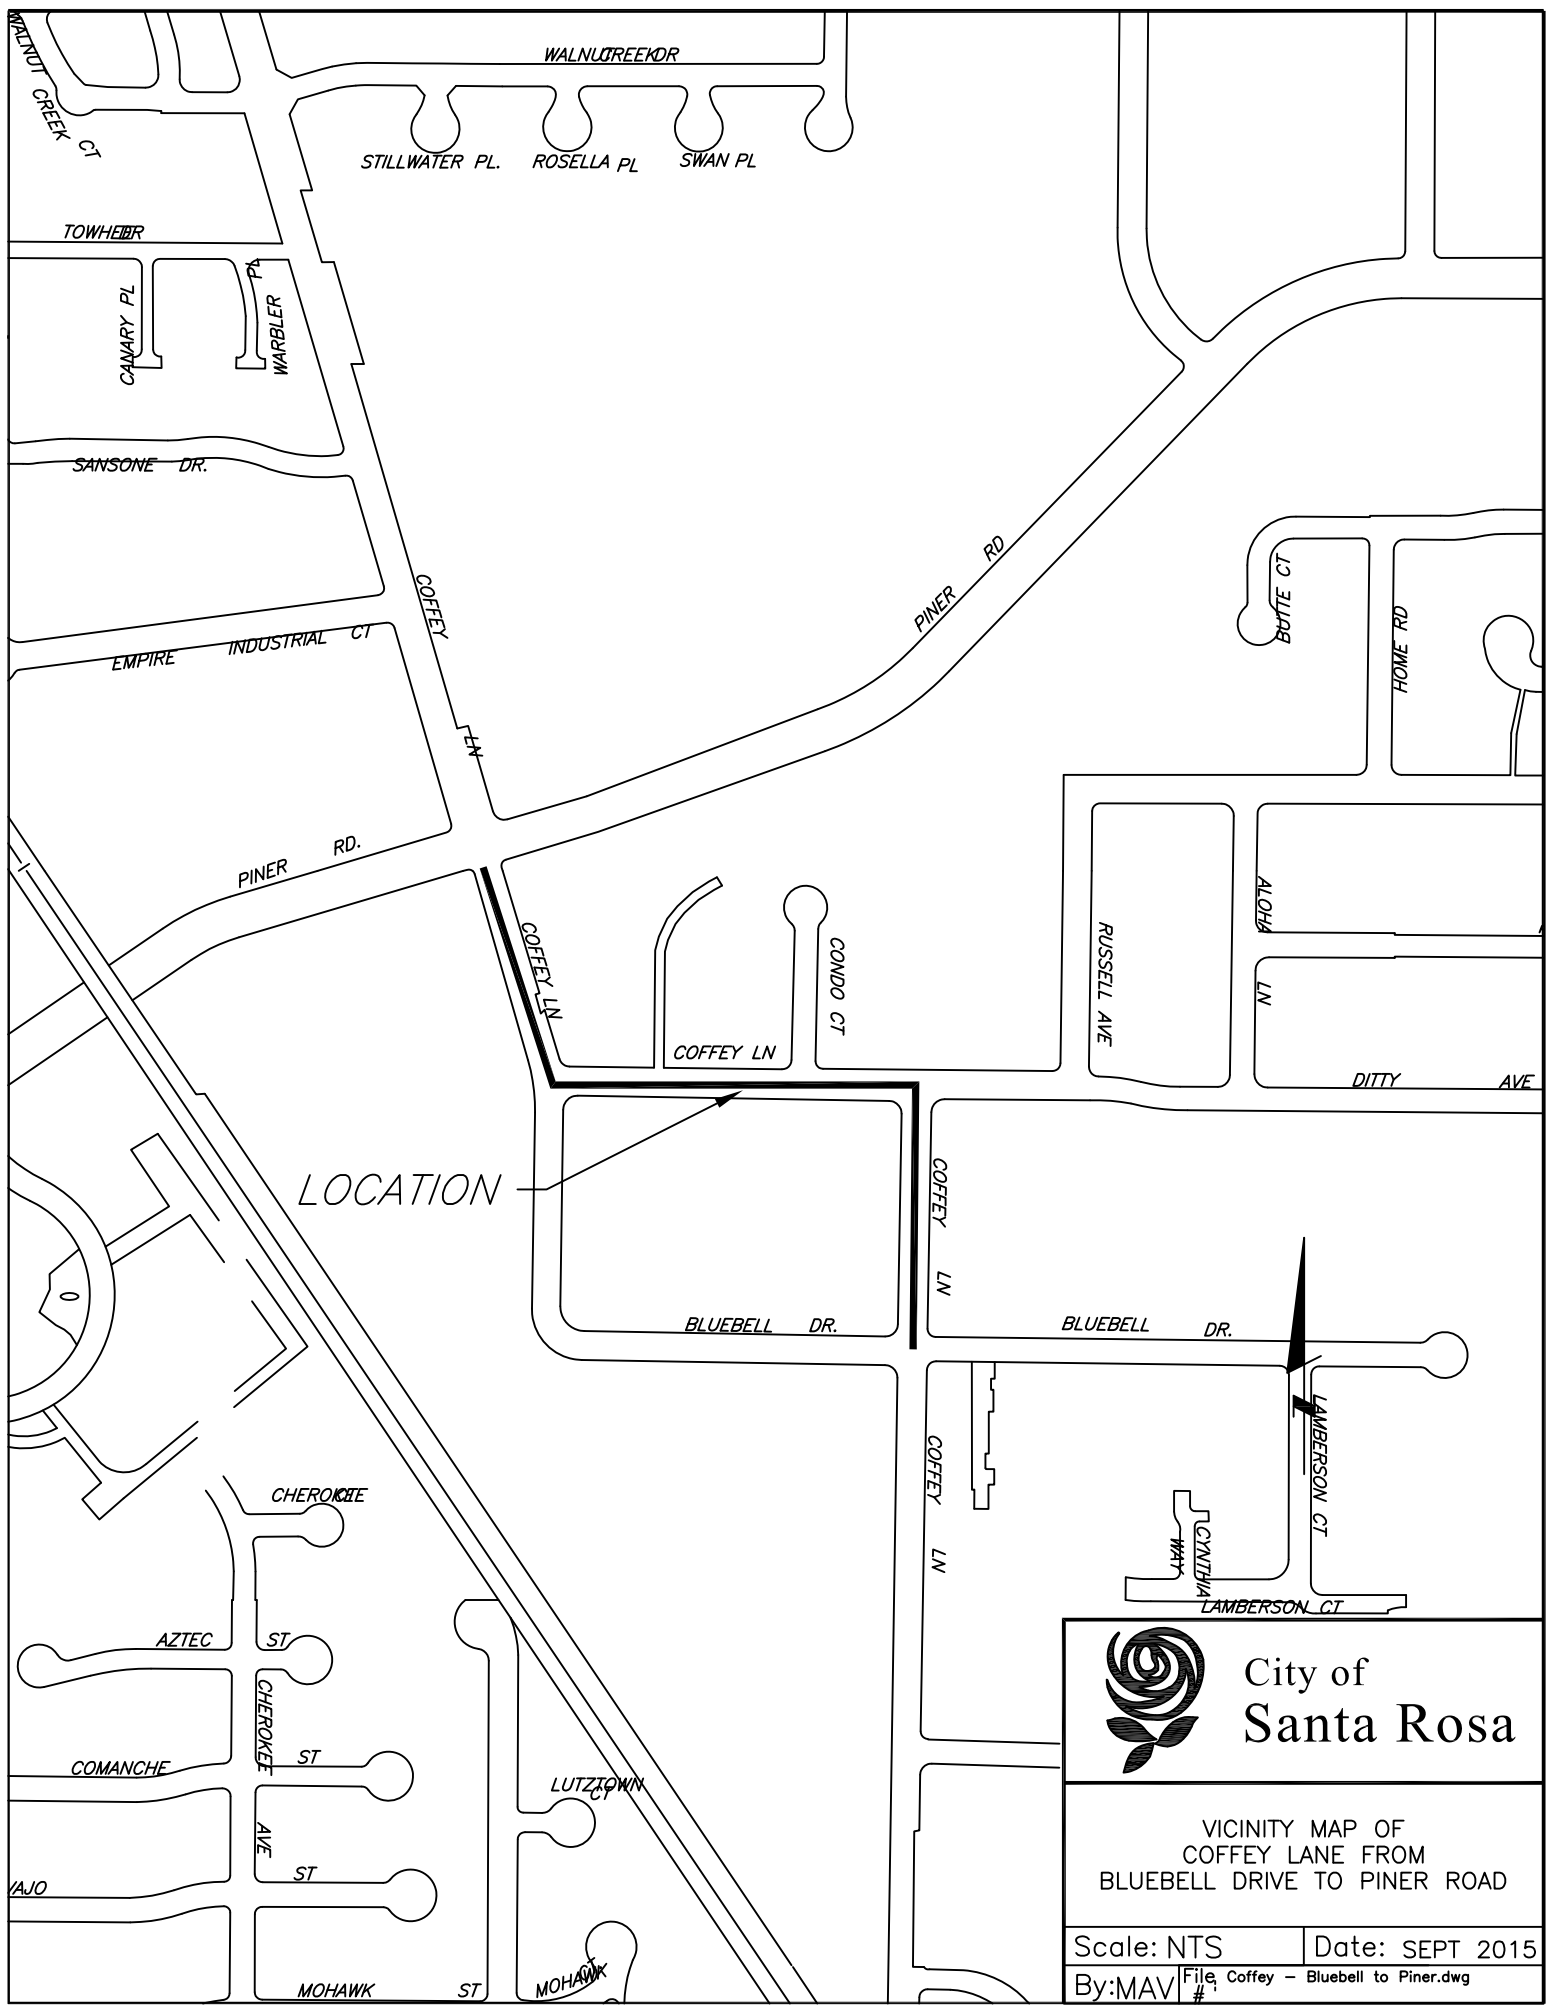 WALNUT CREEK CT
WALNUT CREEK DR
STILLWATER PL.
ROSELLA PL
SWAN PL
TOWHEE DR
CANARY PL
WARBLER PL
SANSONE DR.
COFFEY LN
EMPIRE INDUSTRIAL CT
PINER RD
BUTTE CT
HOME RD
PINER RD.
COFFEY LN
CONDO CT
COFFEY LN
RUSSELL AVE
ALOHA LN
DITTY AVE
LOCATION
COFFEY LN
BLUEBELL DR.
BLUEBELL DR.
COFFEY LN
LAMBERSON CT
CYNTHIA WAY
LAMBERSON CT
CHEROKEE CT
AZTEC ST
CHEROKEE AVE
COMANCHE ST
LUTZTOWN CT
VAJO ST
MOHAWK ST
MOHAWK CT
City of
Santa Rosa
VICINITY MAP OF
COFFEY LANE FROM
BLUEBELL DRIVE TO PINER ROAD
Scale: NTS
Date: SEPT 2015
By: MAV
File # : Coffey - Bluebell to Piner.dwg